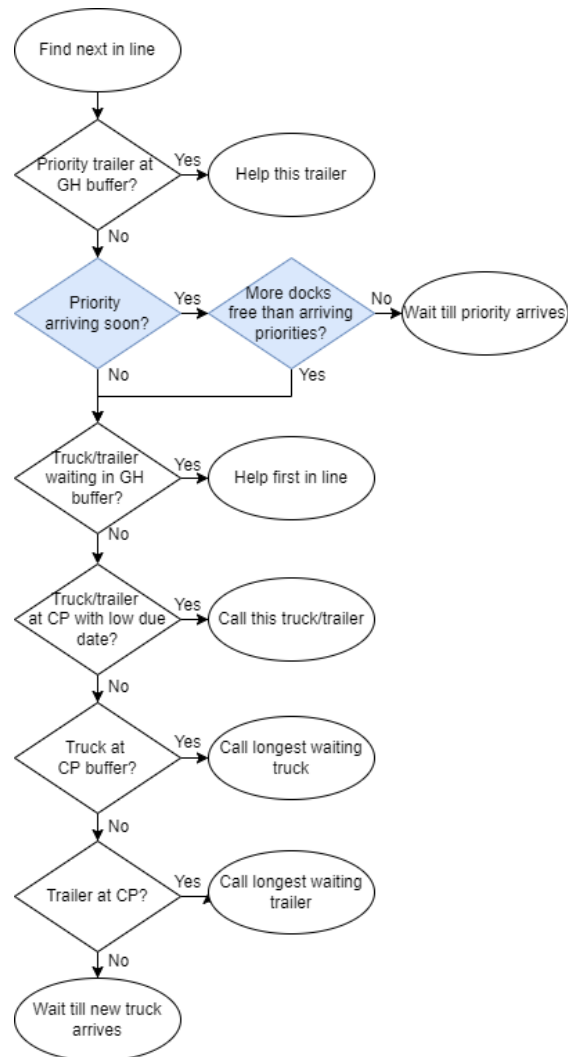 Find next in line
Priority trailer at
GH buffer?
Yes
Help this trailer
No
Priority
arriving soon?
Yes
More docks
free than arriving
priorities?
No
Wait till priority arrives
No
Yes
Truck/trailer
waiting in GH
buffer?
Yes
Help first in line
No
Truck/trailer
at CP with low due
date?
Yes
Call this truck/trailer
No
Truck at
CP buffer?
Yes
Call longest waiting
truck
No
Trailer at CP?
Yes
Call longest waiting
trailer
No
Wait till new truck
arrives